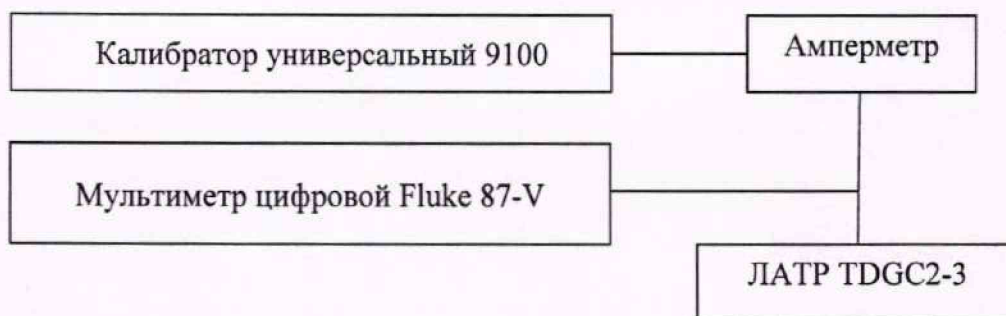 Калибратор универсальный 9100
Амперметр
Мультиметр цифровой Fluke 87-V
ЛАТР TDGC2-3